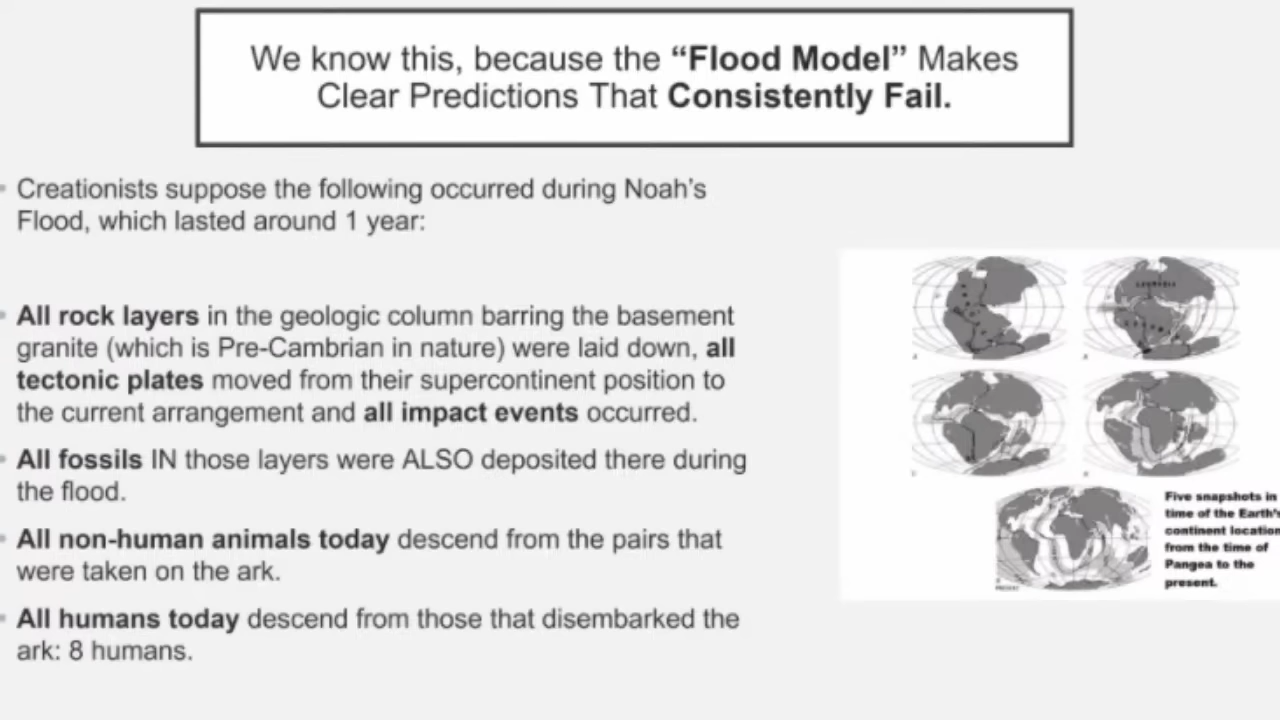 We know this, because the “Flood Model” Makes
Clear Predictions That Consistently Fail.
Creationists suppose the following occurred during Noah’s
Flood, which lasted around 1 year:
All rock layers in the geologic column barring the basement
granite (which is Pre-Cambrian in nature) were laid down, all
tectonic plates moved from their supercontinent position to
the current arrangement and all impact events occurred.
All fossils IN those layers were ALSO deposited there during
the flood.
All non-human animals today descend from the pairs that
were taken on the ark.
All humans today descend from those that disembarked the
ark: 8 humans.
Five snapshots in
time of the Earth’s
continent location
from the time of
Pangea to the
present.